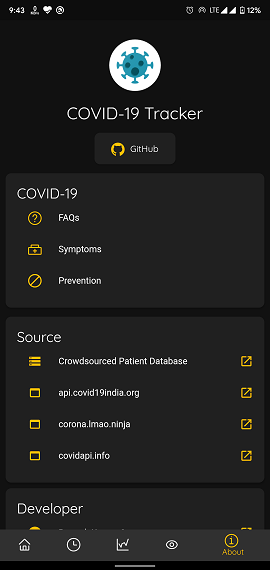 9:43
LTE
12%
COVID-19 Tracker
GitHub
COVID-19
FAQs
Symptoms
Prevention
Source
Crowdsourced Patient Database
api.covid19india.org
corona.lmao.ninja
covidapi.info
Developer
About